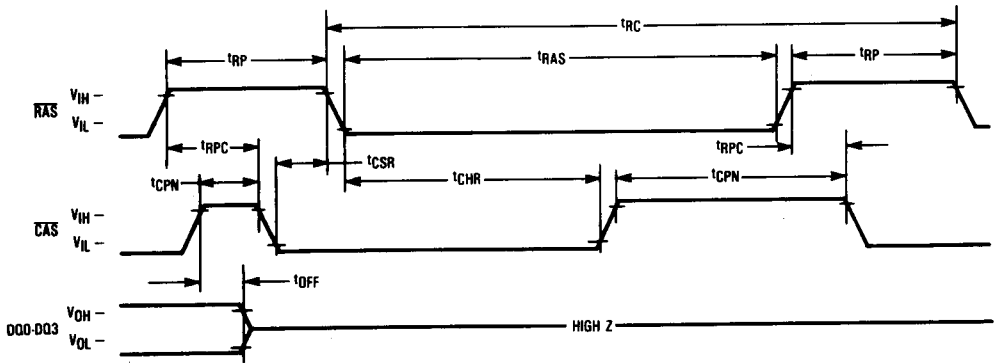 tRC
tRP
tRAS
tRP
RAS
VIH
VIL
tRPC
tCSR
tRPC
tCPN
tCHR
tCPN
CAS
VIH
VIL
tOFF
DQ0-DQ3
VOH
VOL
HIGH Z